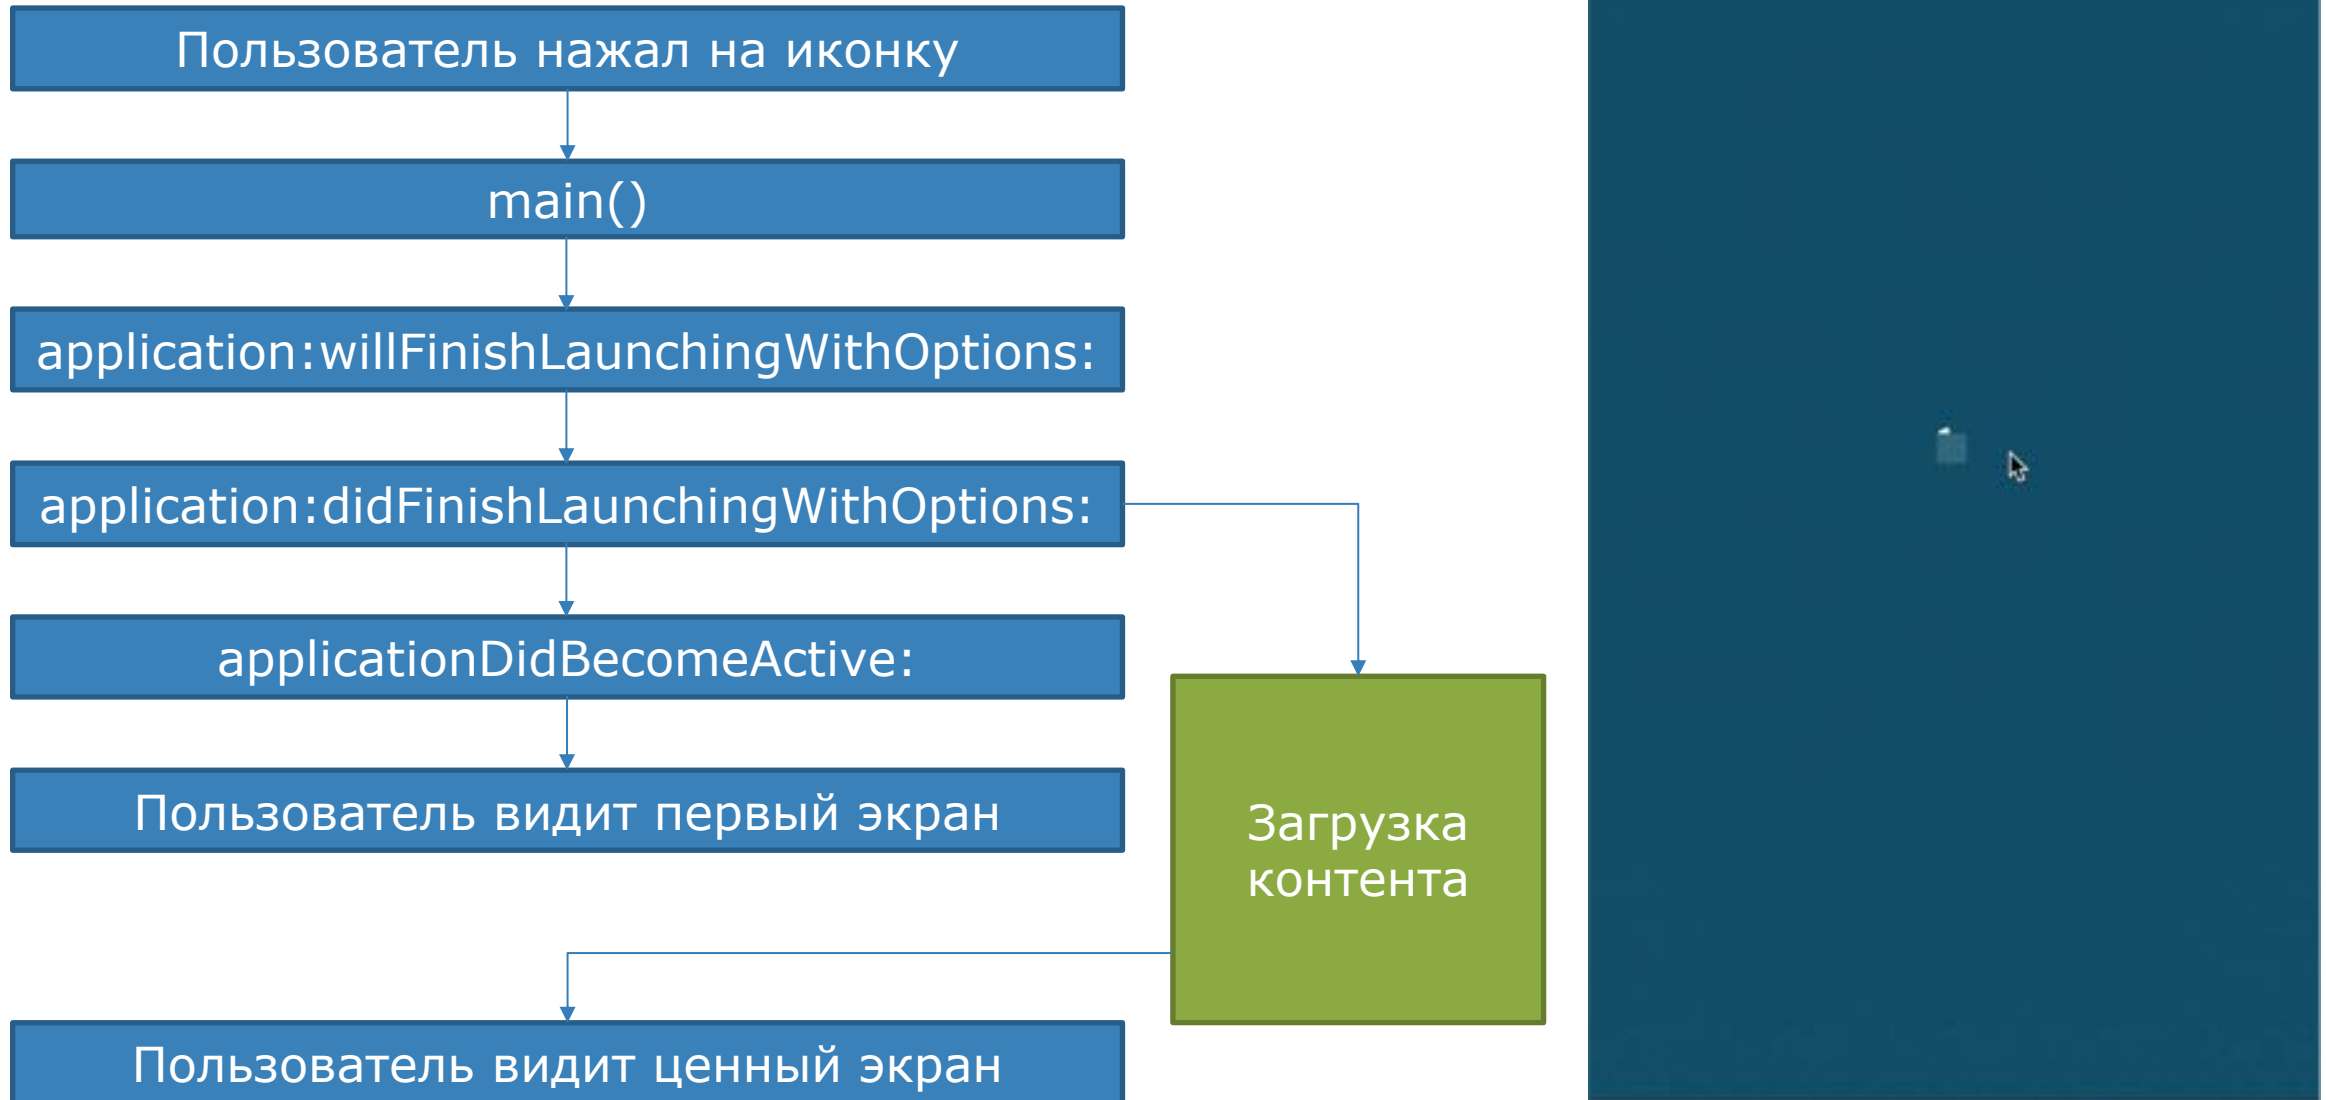 Пользователь нажал на иконку
main()
application:willFinishLaunchingWithOptions:
application:didFinishLaunchingWithOptions:
applicationDidBecomeActive:
Пользователь видит первый экран
Загрузка
контента
Пользователь видит ценный экран